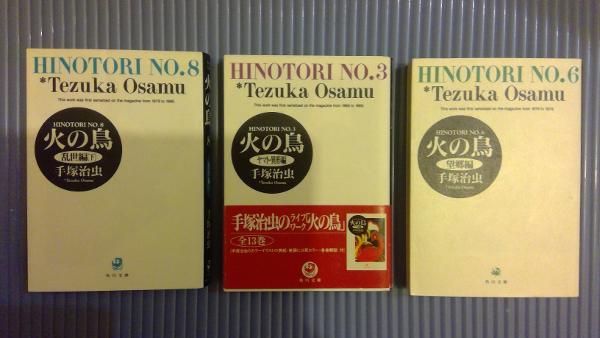 HINOTORI NO.8
*Tezuka Osamu
This work was first serialized on the magazine from 1978 to 1980.
HINOTORI NO.8
火の鳥
乱世編 下
手塚治虫
*Tezuka Osamu
角川文庫
火の鳥
HINOTORI NO.3
*Tezuka Osamu
This work was first serialized on the magazine from 1968 to 1969.
HINOTORI NO.3
火の鳥
ヤマト・異形編
手塚治虫
*Tezuka Osamu
手塚治虫のライフワーク「火の鳥」
全13巻
角川文庫
HINOTORI NO.6
*Tezuka Osamu
This work was first serialized on the magazine from 1976 to 1978.
HINOTORI NO.6
火の鳥
望郷編
手塚治虫
*Tezuka Osamu
角川文庫